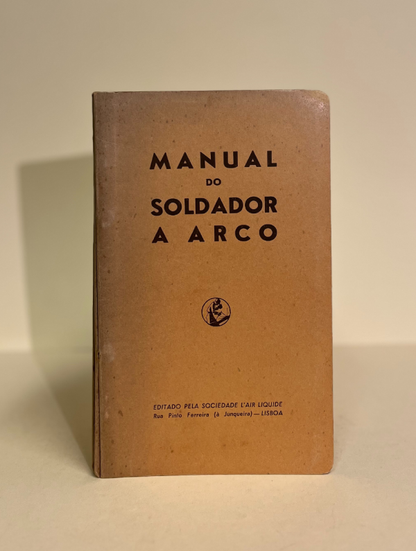 MANUAL
DO
SOLDADOR
A ARCO
EDITADO PELA SOCIEDADE L'AIR LIQUIDE
Rua Pinto Ferreira (à Junqueira) — LISBOA